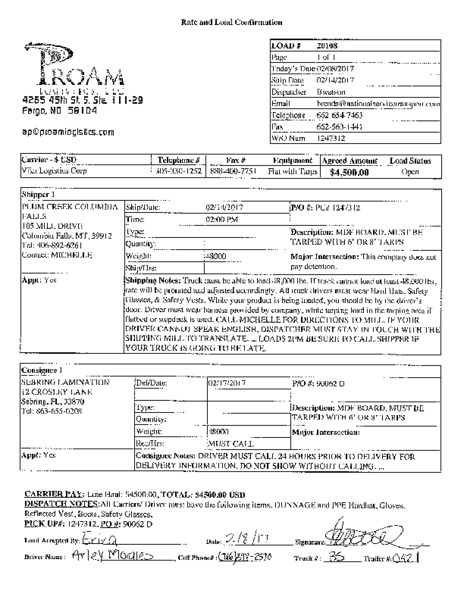 Rate and Load Confirmation
PROAM
LOGISTICS, LLC
4265 45th St. S. Ste. 111-29
Fargo, ND 58104
ap@proamlogistics.com
LOAD # 20108
Page 1 of 1
Today's Date 02/08/2017
Ship Date 02/14/2017
Dispatcher Brenda
Email
Telephone 662-654-7463
Fax 662-563-1441
W/O Num 1247312
Carrier - $ USD Telephone # Fax # Equipment Agreed Amount Load Status
Vika Logistics Corp 305-330-1252 898-400-7751 Flat with Tarps $4,500.00 Open
Shipper 1
PLUM CREEK COLUMBIA FALLS
105 MILL DRIVE
Columbia Falls, MT, 59912
Tel: 406-892-6261
Contact: MICHELLE
Ship/Date: 02/14/2017 P/O #: PCZ 1247312
Time: 02:00 PM
Type: Description: MDF BOARD, MUST BE
Quantity: TARPED WITH 6' OR 8' TARPS
Weight: 48000 Major Intersection: This company does not
Ship/Hrs: pay detention.
Appt: Yes
Shipping Notes: Truck must be able to load 48,000 lbs. If truck cannot load at least 48,000 lbs,
rate will be prorated and adjusted accordingly. All truck drivers must wear Hard Hats, Safety
Glasses, & Safety Vests. While your product is being loaded, you should be by the driver's
door. Driver must wear harness provided by company, while tarping load in the tarping area if
flatbed or stepdeck is used. CALL MICHELLE FOR DIRECTIONS TO MILL. IF YOUR
DRIVER CANNOT SPEAK ENGLISH, DISPATCHER MUST STAY IN TOUCH WITH THE
SHIPPING MILL TO TRANSLATE. ... LOADS 2PM BE SURE TO CALL SHIPPER IF
YOUR TRUCK IS GOING TO BE LATE.
Consignee 1
SEBRING LAMINATION
12 CROSLEY LANE
Sebring, FL, 33870
Tel: 863-655-0208
Del/Date: 02/17/2017 P/O #: 90062 D
Type: Description: MDF BOARD, MUST BE
Quantity: TARPED WITH 6' OR 8' TARPS
Weight: 48000 Major Intersection:
Rec/Hrs: MUST CALL
Appt: Yes
Consignee Notes: DRIVER MUST CALL 24 HOURS PRIOR TO DELIVERY FOR
DELIVERY INFORMATION. DO NOT SHOW WITHOUT CALLING. ...
CARRIER PAY: Line Haul: $4500.00, TOTAL: $4500.00 USD
DISPATCH NOTES: All Carriers/ Driver must have the following items, DUNNAGE and PPE Hardhat, Gloves,
Reflected Vest, Boots, Safety Glasses.
PICK UP#: 1247312, PO #: 90062 D
Load Accepted By: Erika Date: 2/8/17 Signature:
Driver Name: Arley Morales Cell Phone#: Truck #: 35 Trailer #: 0421